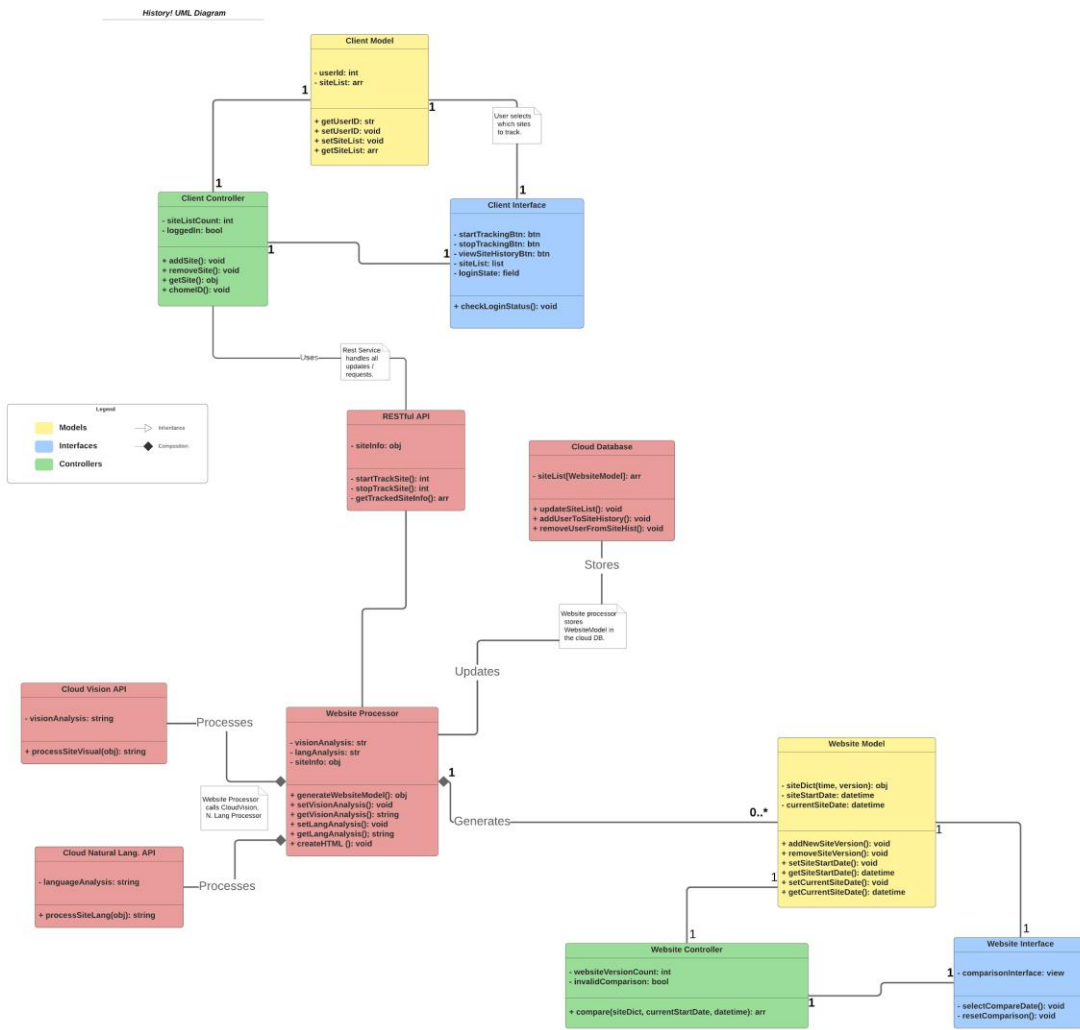 History! UML Diagram
Client Model
- userId: int
- siteList: arr
+ getUserID: str
+ setUserID: void
+ setSiteList: void
+ getSiteList: arr
1
1
User selects
which sites
to track.
1
1
Client Controller
- siteListCount: int
- loggedIn: bool
+ addSite(): void
+ removeSite(): void
+ getSite(): obj
+ chomeID(): void
1
1
Client Interface
- startTrackingBtn: btn
- stopTrackingBtn: btn
- viewSiteHistoryBtn: btn
- siteList: list
- loginState: field
+ checkLoginStatus(): void
Uses
Rest Service
handles all
updates /
requests.
Legend
Models
Interfaces
Controllers
Inheritance
Composition
RESTful API
- siteInfo: obj
- startTrackSite(): int
- stopTrackSite(): int
- getTrackedSiteInfo(): arr
Cloud Database
- siteList[WebsiteModel]: arr
+ updateSiteList(): void
+ addUserToSiteHistory(): void
+ removeUserFromSiteHist(): void
Stores
Website processor
stores
WebsiteModel in
the cloud DB.
Updates
Cloud Vision API
- visionAnalysis: string
+ processSiteVisual(obj): string
Processes
Website Processor
calls CloudVision,
N. Lang Processor
Cloud Natural Lang. API
- languageAnalysis: string
+ processSiteLang(obj): string
Processes
Website Processor
- visionAnalysis: str
- langAnalysis: str
- siteInfo: obj
+ generateWebsiteModel(): obj
+ setVisionAnalysis(): void
+ getVisionAnalysis(): string
+ setLangAnalysis(): void
+ getLangAnalysis(); string
+ createHTML (): void
1
Generates
0..*
Website Model
- siteDict(time, version): obj
- siteStartDate: datetime
- currentSiteDate: datetime
+ addNewSiteVersion(): void
+ removeSiteVersion(): void
+ setSiteStartDate(): void
+ getSiteStartDate(): datetime
+ setCurrentSiteDate(): void
+ getCurrentSiteDate(): datetime
1
1
1
1
Website Controller
- websiteVersionCount: int
- invalidComparison: bool
+ compare(siteDict, currentStartDate, datetime): arr
1
1
Website Interface
- comparisonInterface: view
- selectCompareDate(): void
- resetComparison(): void